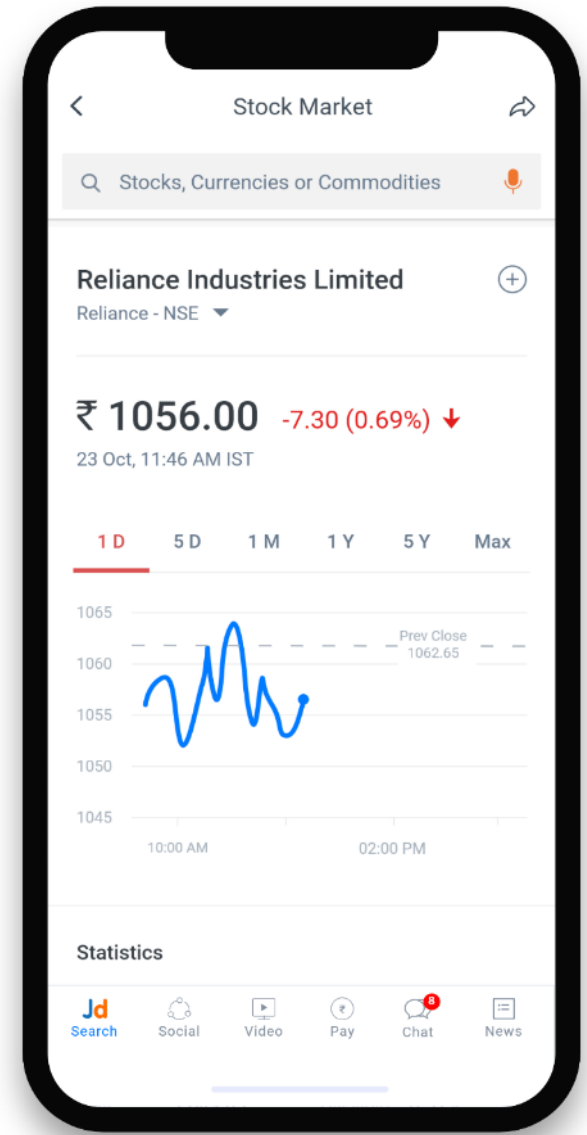 Stock Market
Stocks, Currencies or Commodities
Reliance Industries Limited
Reliance - NSE
₹ 1056.00 -7.30 (0.69%)
23 Oct, 11:46 AM IST
1 D 5 D 1 M 1 Y 5 Y Max
1065
Prev Close
1062.65
1060
1055
1050
1045
10:00 AM 02:00 PM
Statistics
Jd ₹ 8
Search Social Video Pay Chat News